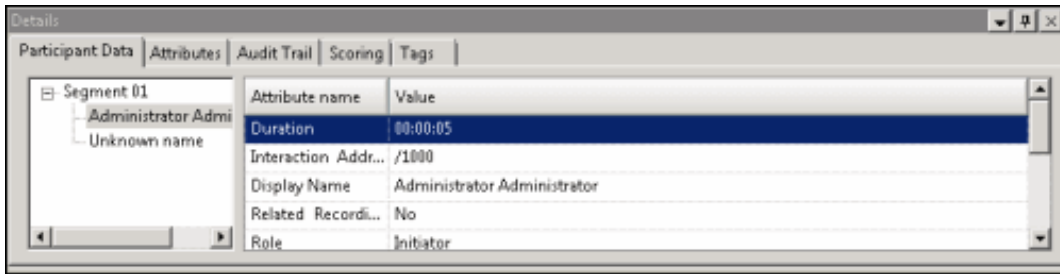 Details
Participant Data Attributes Audit Trail Scoring Tags
Segment 01
Administrator Admi
Unknown name
Attribute name Value
Duration 00:00:05
Interaction Addr... /1000
Display Name Administrator Administrator
Related Recordi... No
Role Initiator